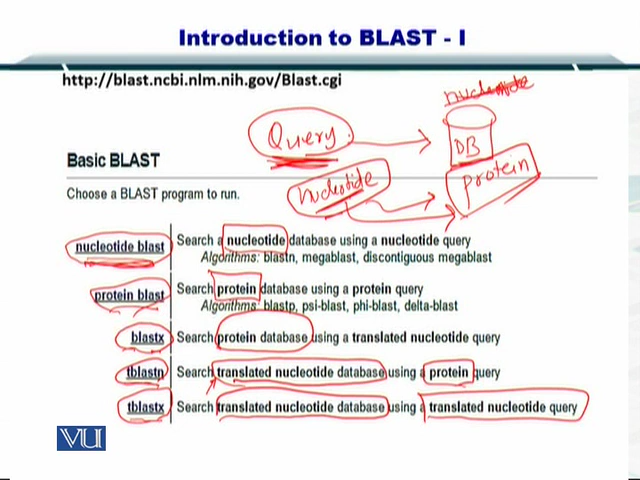 Introduction to BLAST - I
http://blast.ncbi.nlm.nih.gov/Blast.cgi
nucleotide
Query
DB
Basic BLAST
protein
nucleotide
Choose a BLAST program to run.
nucleotide blast Search a nucleotide database using a nucleotide query
Algorithms: blastn, megablast, discontiguous megablast
protein blast Search protein database using a protein query
Algorithms: blastp, psi-blast, phi-blast, delta-blast
blastx Search protein database using a translated nucleotide query
tblastn Search translated nucleotide database using a protein query
tblastx Search translated nucleotide database using a translated nucleotide query
VU